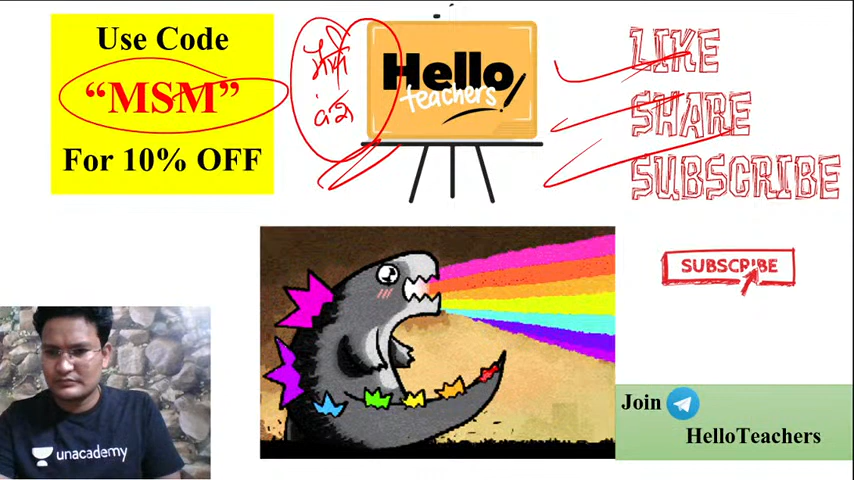 Use Code
“MSM”
For 10% OFF
Hello
teachers!
LIKE
SHARE
SUBSCRIBE
SUBSCRIBE
unacademy
Join
HelloTeachers